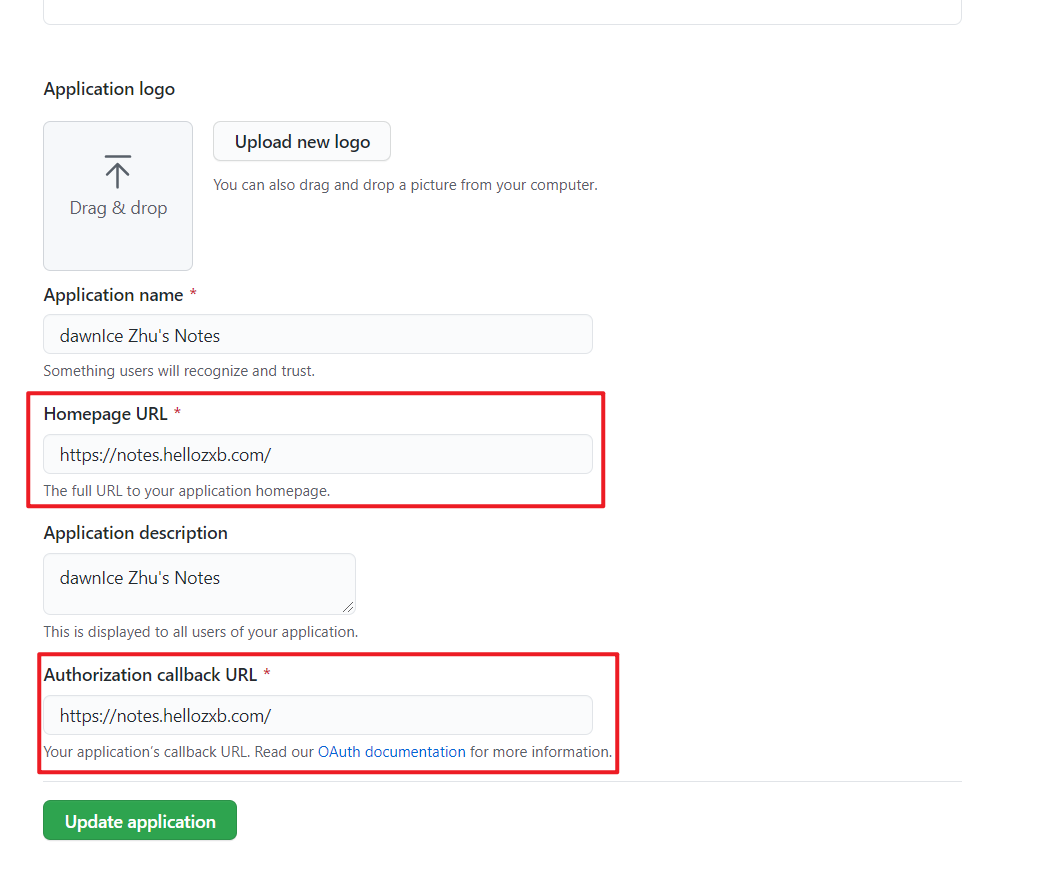 Application logo
Upload new logo
You can also drag and drop a picture from your computer.
Drag & drop
Application name *
dawnIce Zhu's Notes
Something users will recognize and trust.
Homepage URL *
https://notes.hellozxb.com/
The full URL to your application homepage.
Application description
dawnIce Zhu's Notes
This is displayed to all users of your application.
Authorization callback URL *
https://notes.hellozxb.com/
Your application's callback URL. Read our OAuth documentation for more information.
Update application